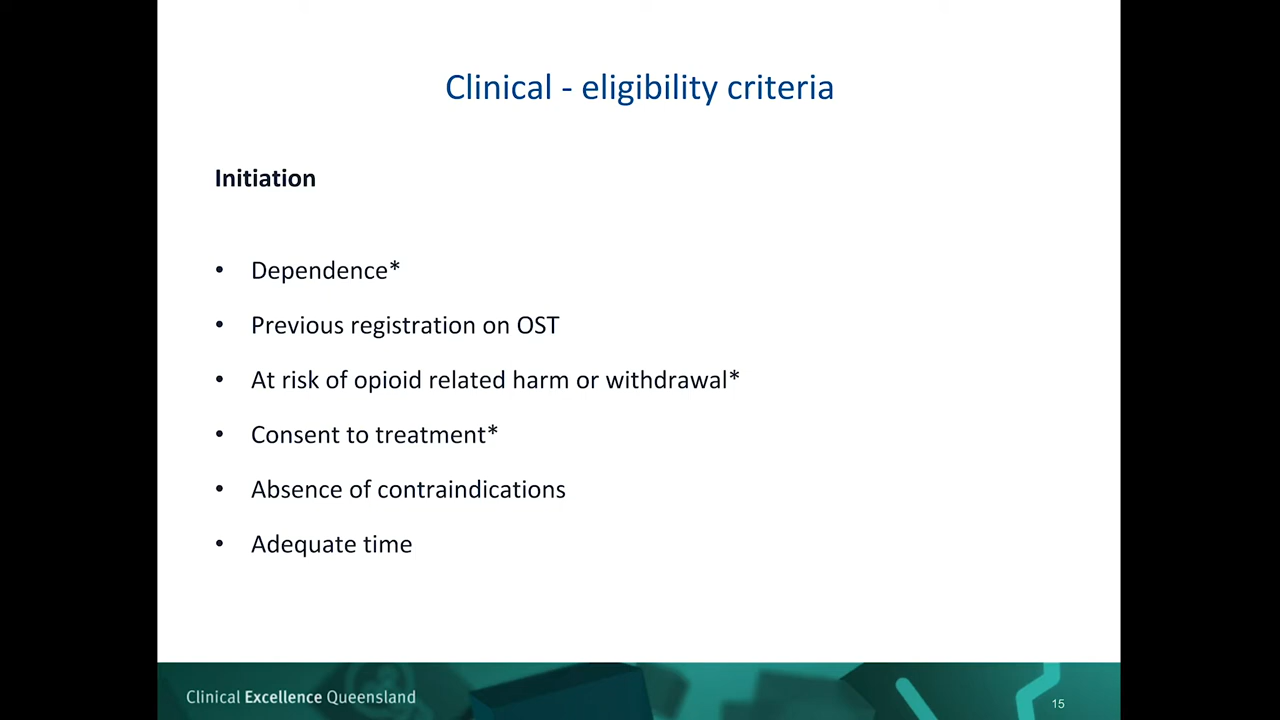 Clinical - eligibility criteria
Initiation
• Dependence*
• Previous registration on OST
• At risk of opioid related harm or withdrawal*
• Consent to treatment*
• Absence of contraindications
• Adequate time
Clinical Excellence Queensland
15